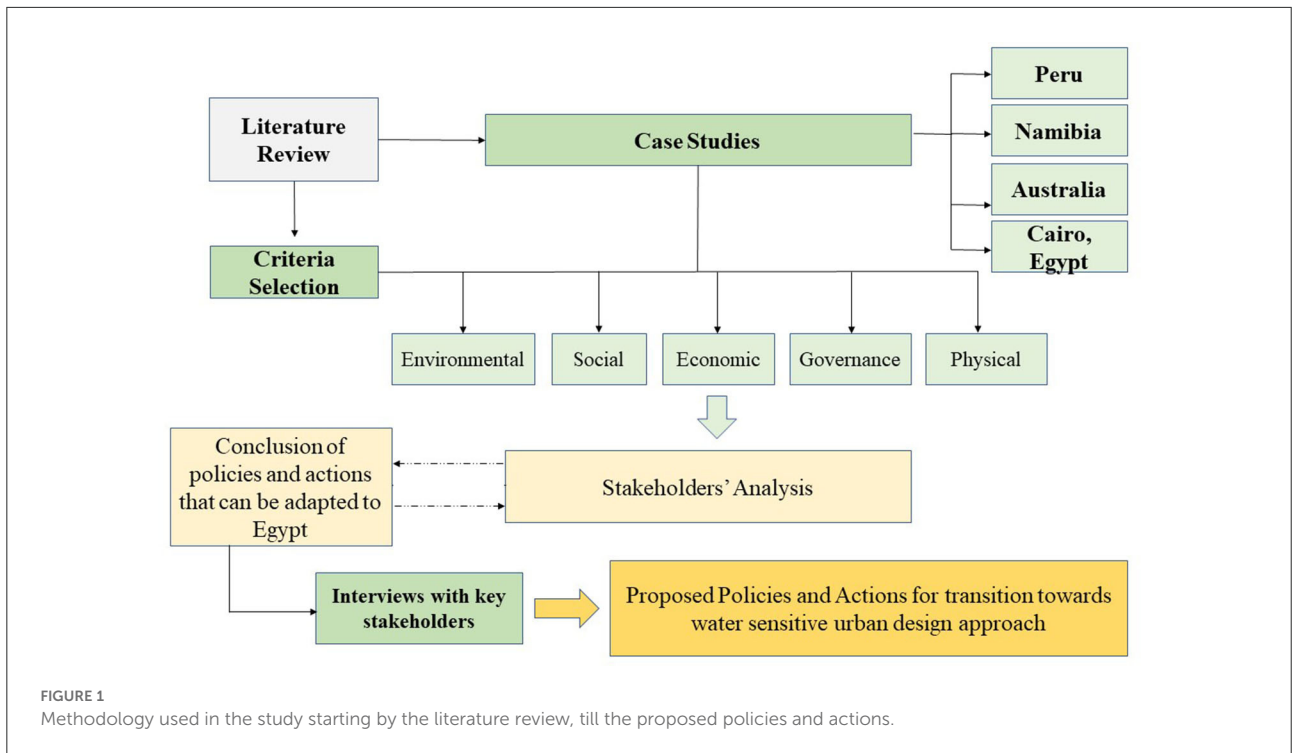 Literature
Review
Case Studies
Peru
Namibia
Australia
Cairo,
Egypt
Criteria
Selection
Environmental
Social
Economic
Governance
Physical
Conclusion of
policies and actions
that can be adapted to
Egypt
Stakeholders' Analysis
Interviews with key
stakeholders
Proposed Policies and Actions for transition towards
water sensitive urban design approach
FIGURE 1
Methodology used in the study starting by the literature review, till the proposed policies and actions.